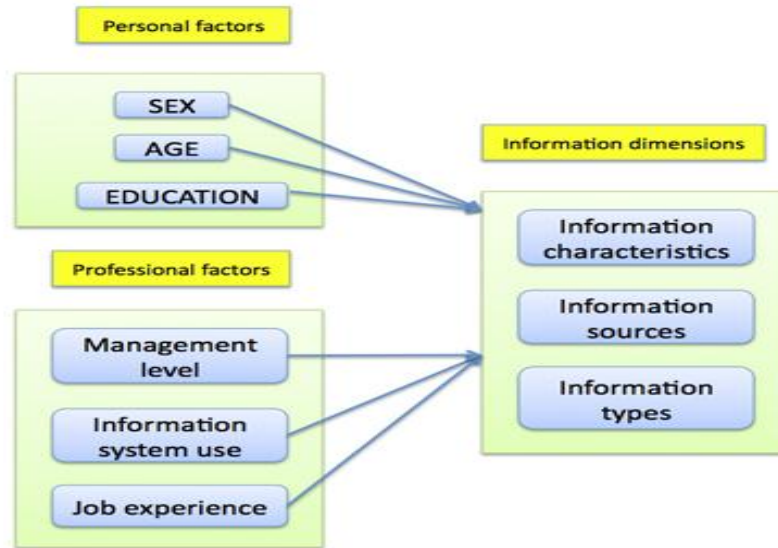 Personal factors
SEX
AGE
EDUCATION
Information dimensions
Information
characteristics
Information
sources
Information
types
Professional factors
Management
level
Information
system use
Job experience